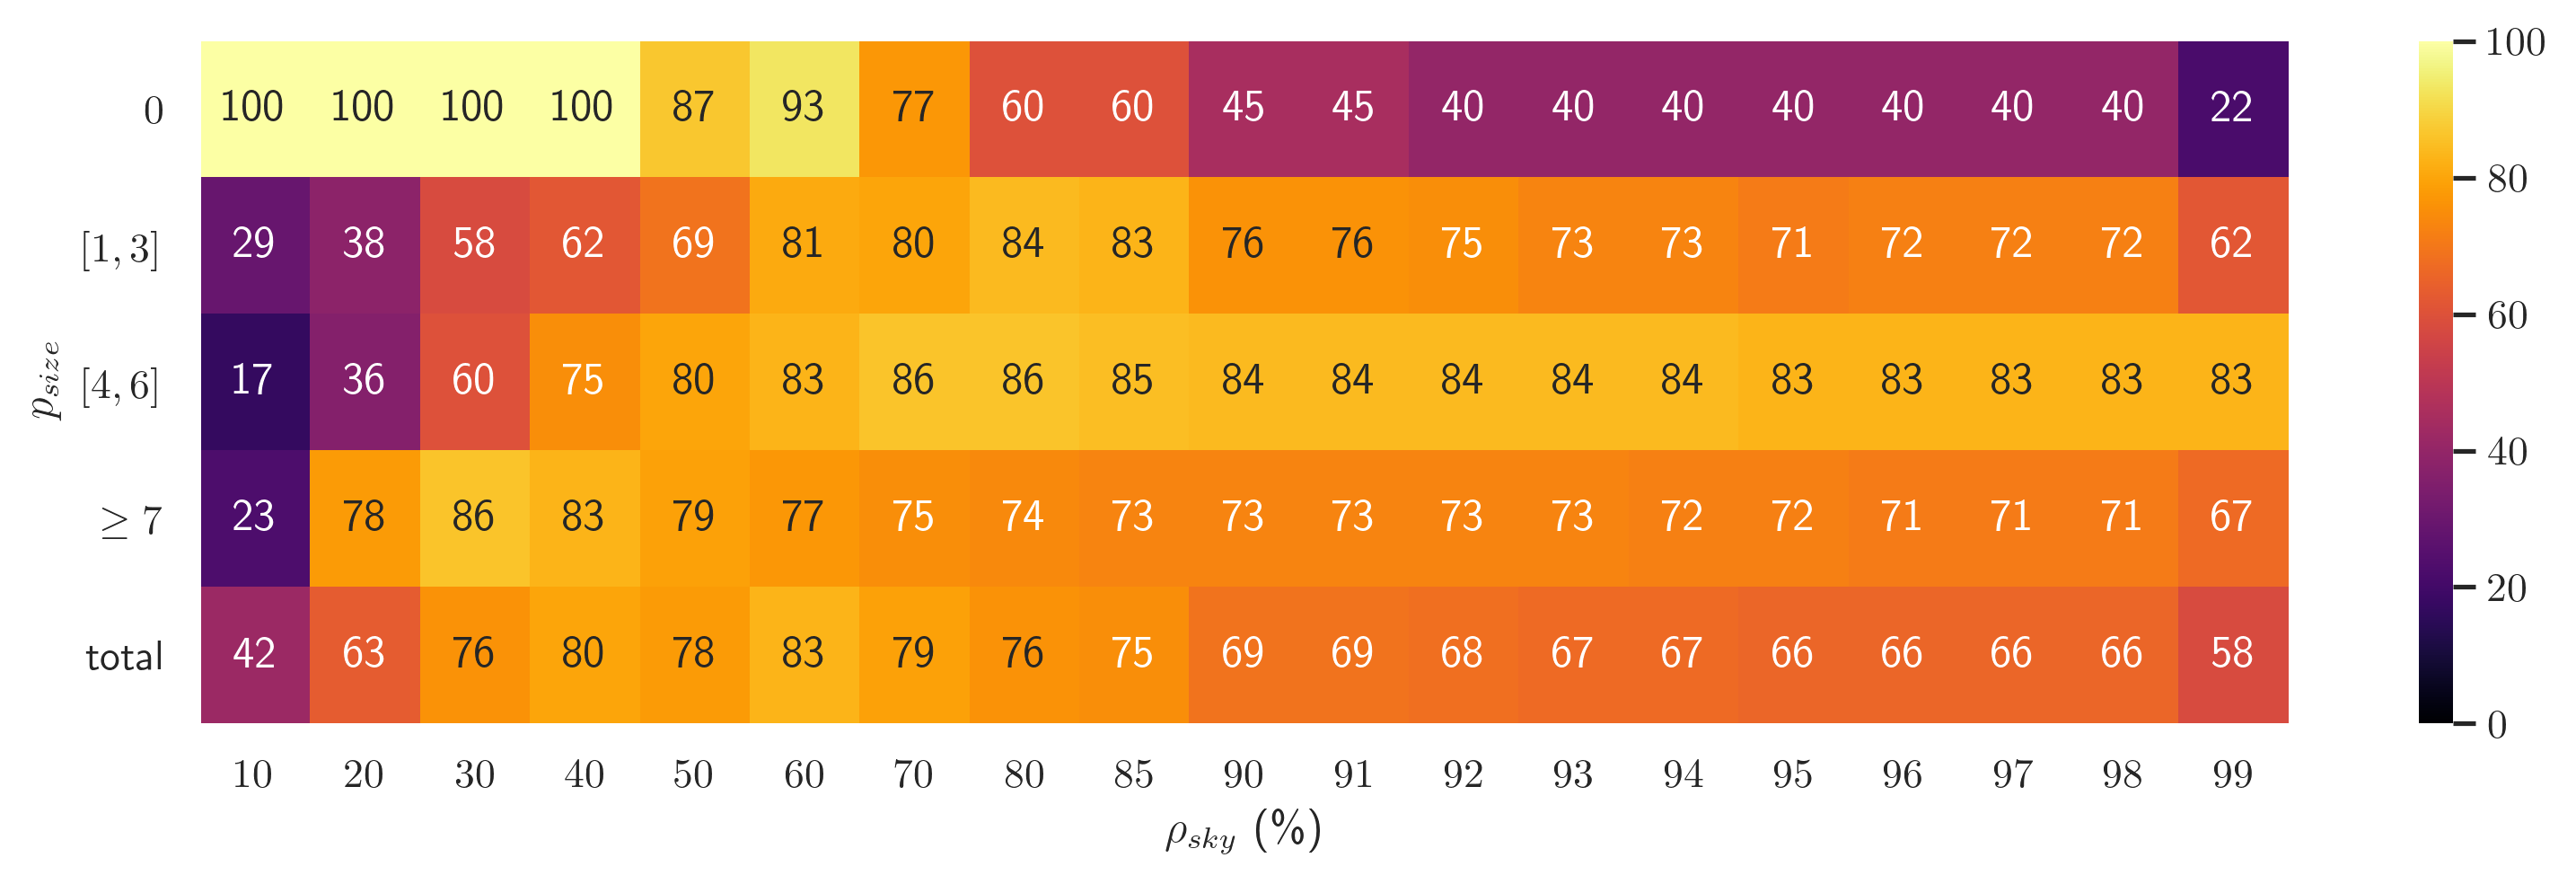 0 100 100 100 100 87 93 77 60 60 45 45 40 40 40 40 40 40 40 22
[1, 3] 29 38 58 62 69 81 80 84 83 76 76 75 73 73 71 72 72 72 62
[4, 6] 17 36 60 75 80 83 86 86 85 84 84 84 84 84 83 83 83 83 83
≥ 7 23 78 86 83 79 77 75 74 73 73 73 73 73 72 72 71 71 71 67
total 42 63 76 80 78 83 79 76 75 69 69 68 67 67 66 66 66 66 58
10 20 30 40 50 60 70 80 85 90 91 92 93 94 95 96 97 98 99
ρsky (%)
psize
100
80
60
40
20
0